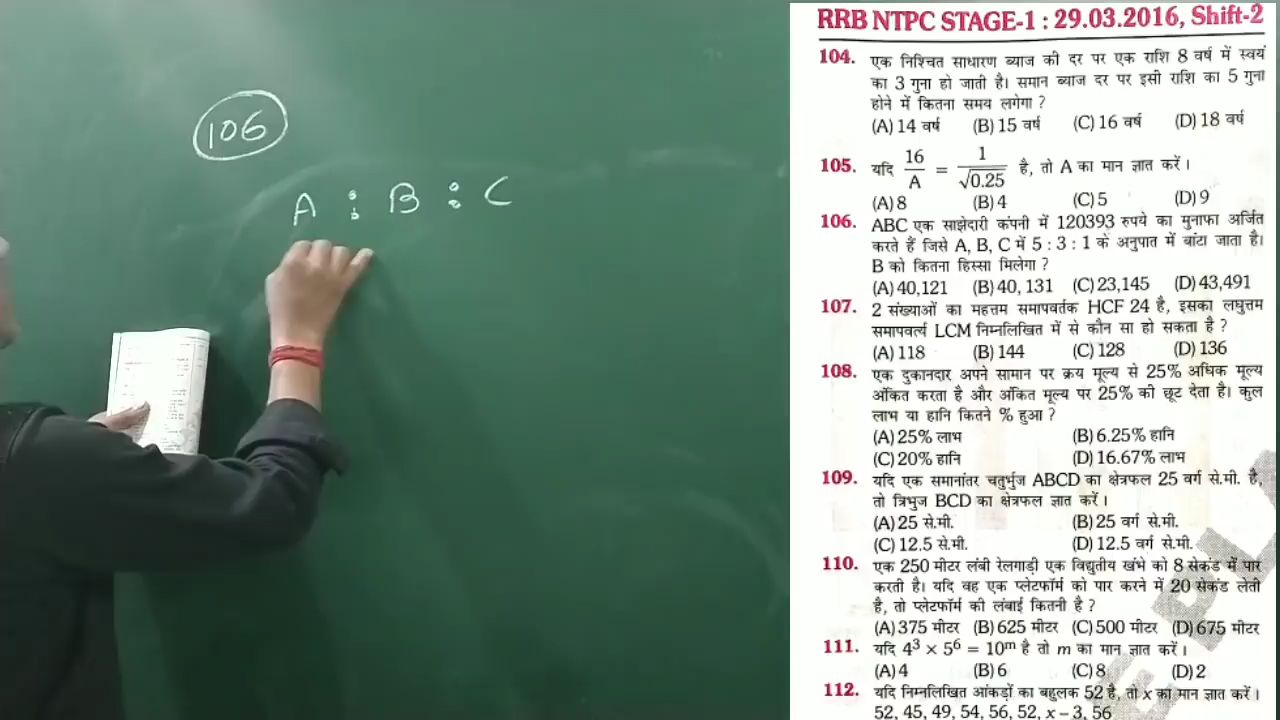 106
A : B : C
RRB NTPC STAGE-1 : 29.03.2016, Shift-2
104. एक निश्चित साधारण ब्याज की दर पर एक राशि 8 वर्ष में स्वयं
का 3 गुना हो जाती है। समान ब्याज दर पर इसी राशि का 5 गुना
होने में कितना समय लगेगा ?
(A) 14 वर्ष (B) 15 वर्ष (C) 16 वर्ष (D) 18 वर्ष
105. यदि 16/A = 1/√0.25 है, तो A का मान ज्ञात करें।
(A) 8 (B) 4 (C) 5 (D) 9
106. ABC एक साझेदारी कंपनी में 120393 रुपये का मुनाफा अर्जित
करते हैं जिसे A, B, C में 5 : 3 : 1 के अनुपात में बांटा जाता है।
B को कितना हिस्सा मिलेगा ?
(A) 40,121 (B) 40, 131 (C) 23,145 (D) 43,491
107. 2 संख्याओं का महत्तम समापवर्तक HCF 24 है, इसका लघुत्तम
समापवर्त्य LCM निम्नलिखित में से कौन सा हो सकता है ?
(A) 118 (B) 144 (C) 128 (D) 136
108. एक दुकानदार अपने सामान पर क्रय मूल्य से 25% अधिक मूल्य
अंकित करता है और अंकित मूल्य पर 25% की छूट देता है। कुल
लाभ या हानि कितने % हुआ ?
(A) 25% लाभ (B) 6.25% हानि
(C) 20% हानि (D) 16.67% लाभ
109. यदि एक समानांतर चतुर्भुज ABCD का क्षेत्रफल 25 वर्ग से.मी. है,
तो त्रिभुज BCD का क्षेत्रफल ज्ञात करें।
(A) 25 से.मी. (B) 25 वर्ग से.मी.
(C) 12.5 से.मी. (D) 12.5 वर्ग से.मी.
110. एक 250 मीटर लंबी रेलगाड़ी एक विद्युतीय खंभे को 8 सेकंड में पार
करती है। यदि वह एक प्लेटफॉर्म को पार करने में 20 सेकंड लेती
है, तो प्लेटफॉर्म की लंबाई कितनी है ?
(A) 375 मीटर (B) 625 मीटर (C) 500 मीटर (D) 675 मीटर
111. यदि 4³ × 5⁶ = 10ᵐ है तो m का मान ज्ञात करें।
(A) 4 (B) 6 (C) 8 (D) 2
112. यदि निम्नलिखित आंकड़ों का बहुलक 52 है, तो x का मान ज्ञात करें।
52, 45, 49, 54, 56, 52, x – 3, 56